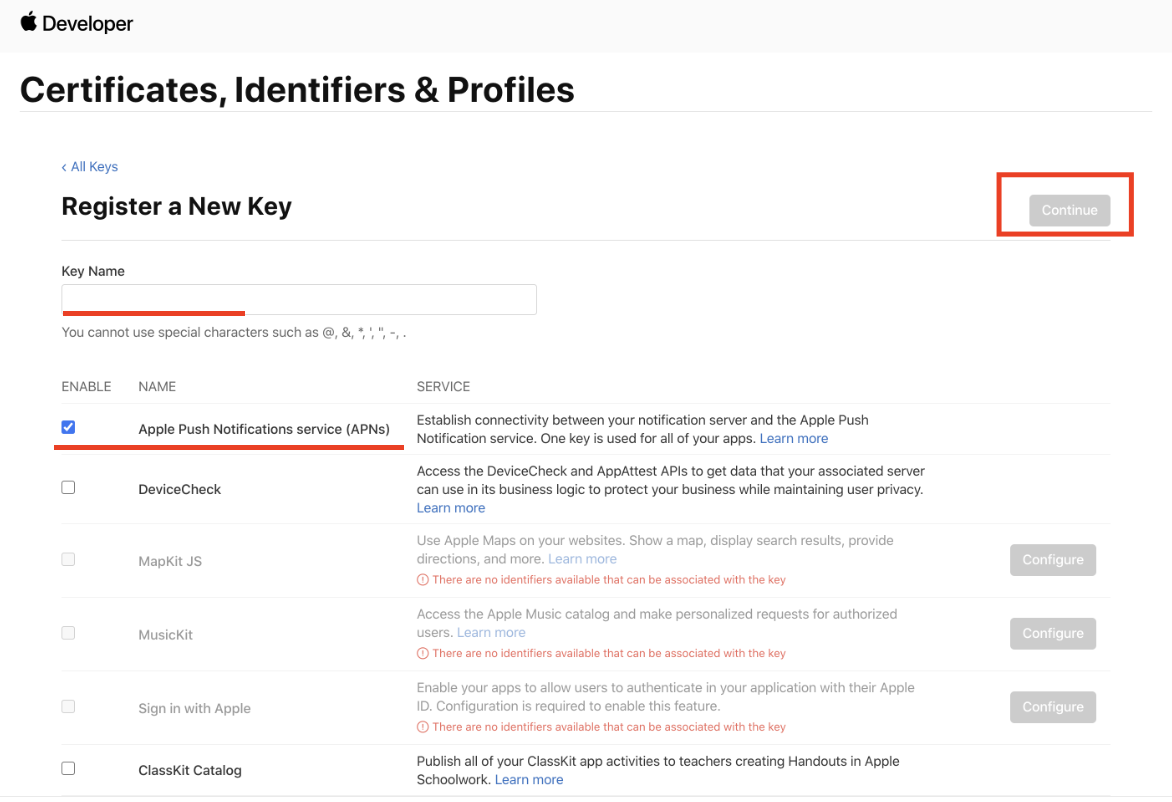 Developer
Certificates, Identifiers & Profiles
‹ All Keys
Register a New Key
Continue
Key Name
You cannot use special characters such as @, &, *, ', ", -, .
ENABLE NAME SERVICE
Apple Push Notifications service (APNs)
Establish connectivity between your notification server and the Apple Push
Notification service. One key is used for all of your apps. Learn more
DeviceCheck
Access the DeviceCheck and AppAttest APIs to get data that your associated server
can use in its business logic to protect your business while maintaining user privacy.
Learn more
MapKit JS
Use Apple Maps on your websites. Show a map, display search results, provide
directions, and more. Learn more
There are no identifiers available that can be associated with the key
Configure
MusicKit
Access the Apple Music catalog and make personalized requests for authorized
users. Learn more
There are no identifiers available that can be associated with the key
Configure
Sign in with Apple
Enable your apps to allow users to authenticate in your application with their Apple
ID. Configuration is required to enable this feature.
There are no identifiers available that can be associated with the key
Configure
ClassKit Catalog
Publish all of your ClassKit app activities to teachers creating Handouts in Apple
Schoolwork. Learn more